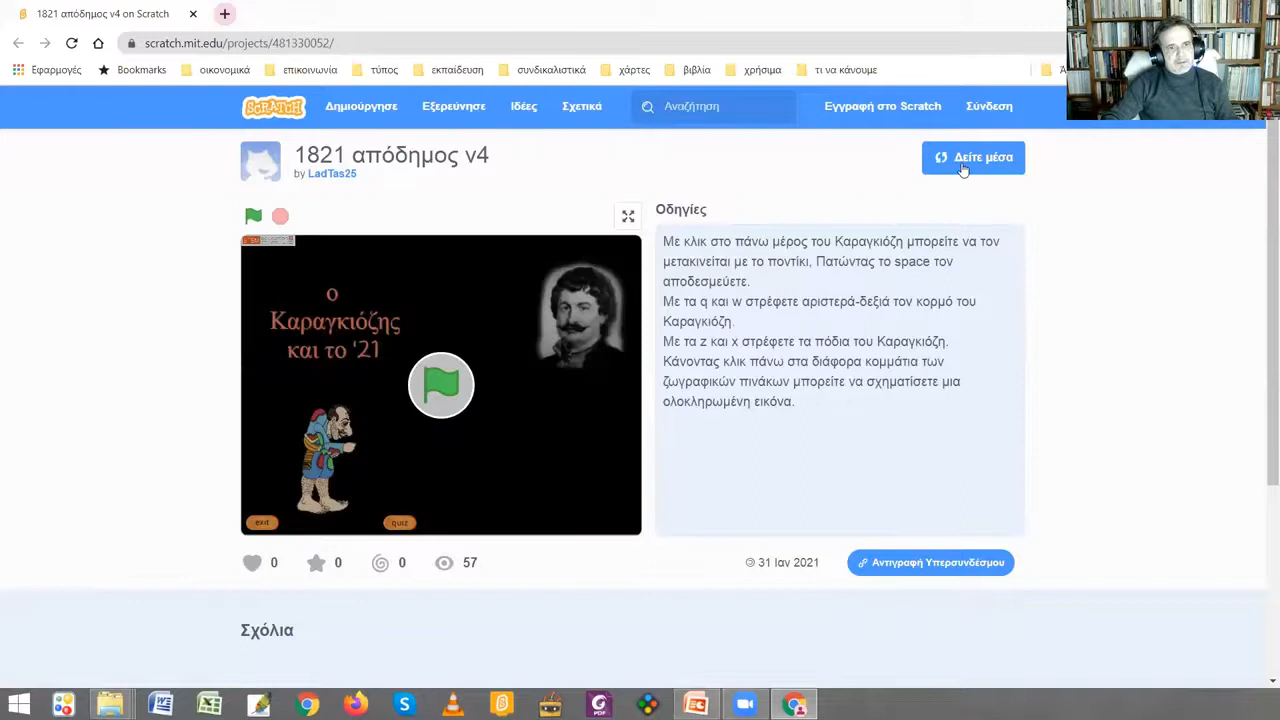 1821 απόδημος v4 on Scratch
scratch.mit.edu/projects/481330052/
Εφαρμογές Bookmarks οικονομικά επικοινωνία τύπος εκπαίδευση συνδικαλιστικά χάρτες βιβλία χρήσιμα τι να κάνουμε
SCRATCH Δημιούργησε Εξερεύνησε Ιδέες Σχετικά Αναζήτηση Εγγραφή στο Scratch Σύνδεση
1821 απόδημος v4
by LadTas25
Δείτε μέσα
Οδηγίες
Με κλικ στο πάνω μέρος του Καραγκιόζη μπορείτε να τον
μετακινείται με το ποντίκι, Πατώντας το space τον
αποδεσμεύετε.
Με τα q και w στρέφετε αριστερά-δεξιά τον κορμό του
Καραγκιόζη.
Με τα z και x στρέφετε τα πόδια του Καραγκιόζη.
Κάνοντας κλικ πάνω στα διάφορα κομμάτια των
ζωγραφικών πινάκων μπορείτε να σχηματίσετε μια
ολοκληρωμένη εικόνα.
ο
Καραγκιόζης
και το '21
exit quiz
0 0 0 57
31 Ιαν 2021
Αντιγραφή Υπερσυνδέσμου
Σχόλια